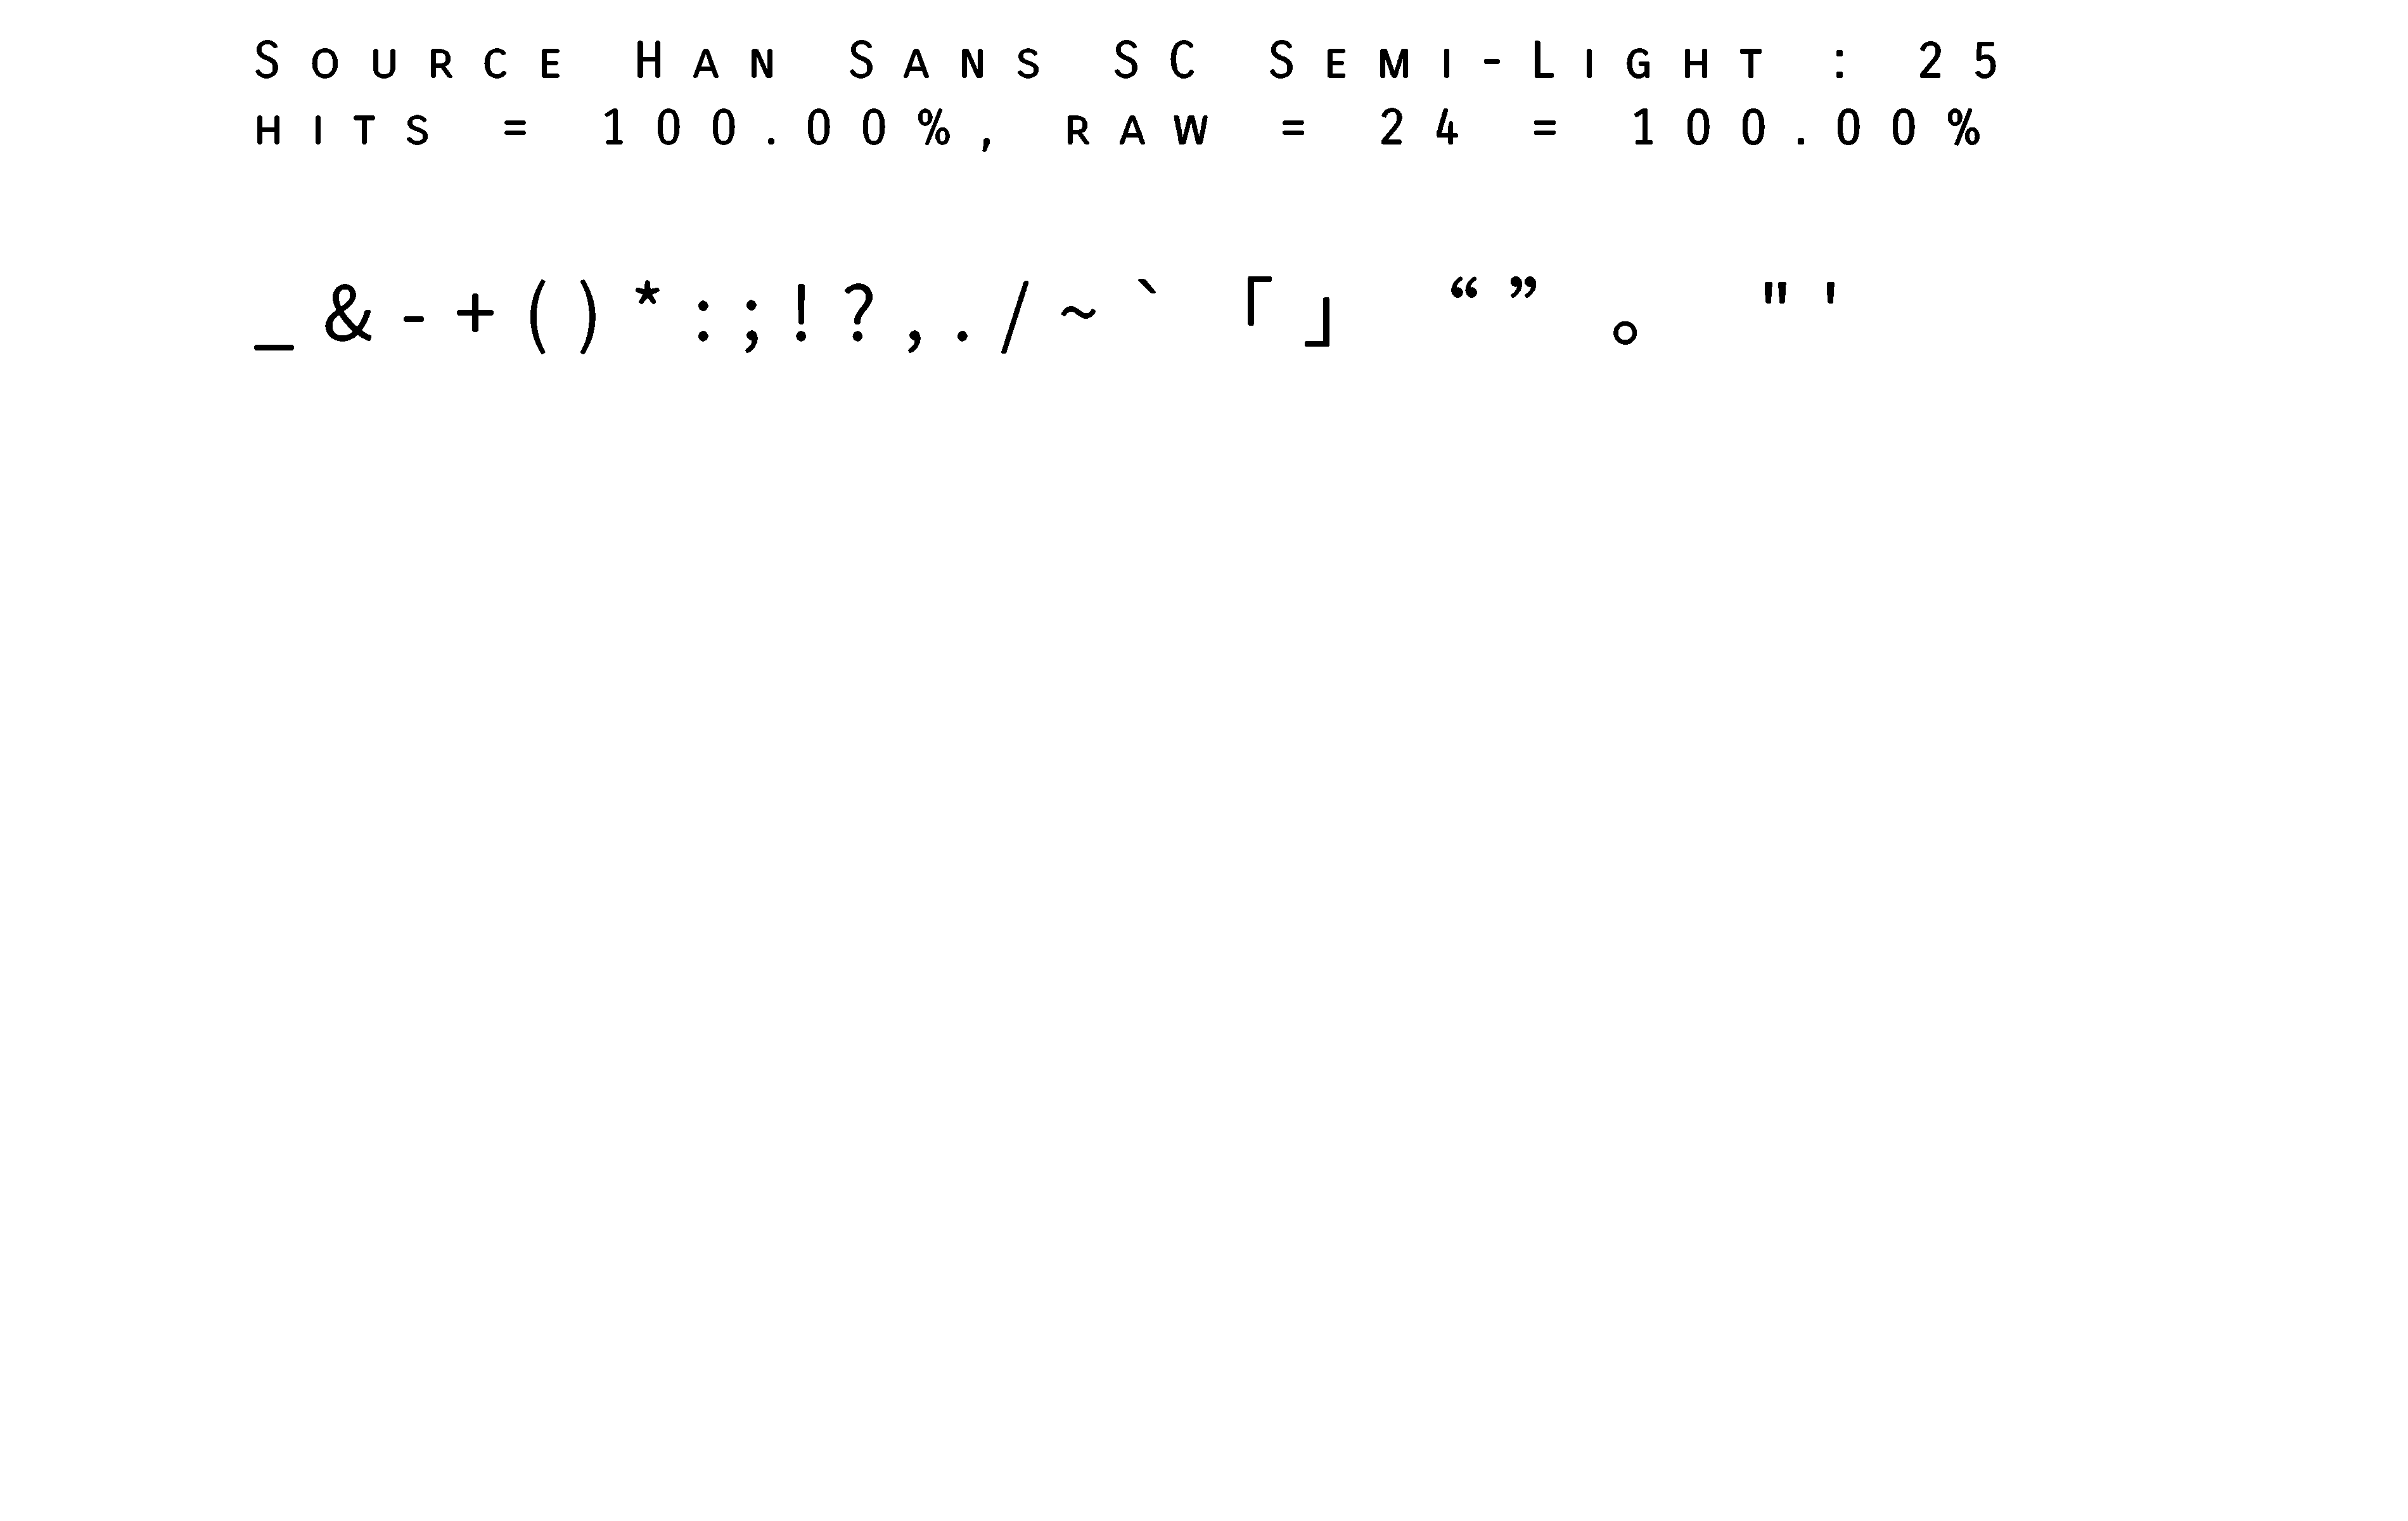 Source Han Sans SC Semi-Light : 25
hits = 100.00%, raw = 24 = 100.00%
_&-+()*:;!?,./~`「」“”。"'